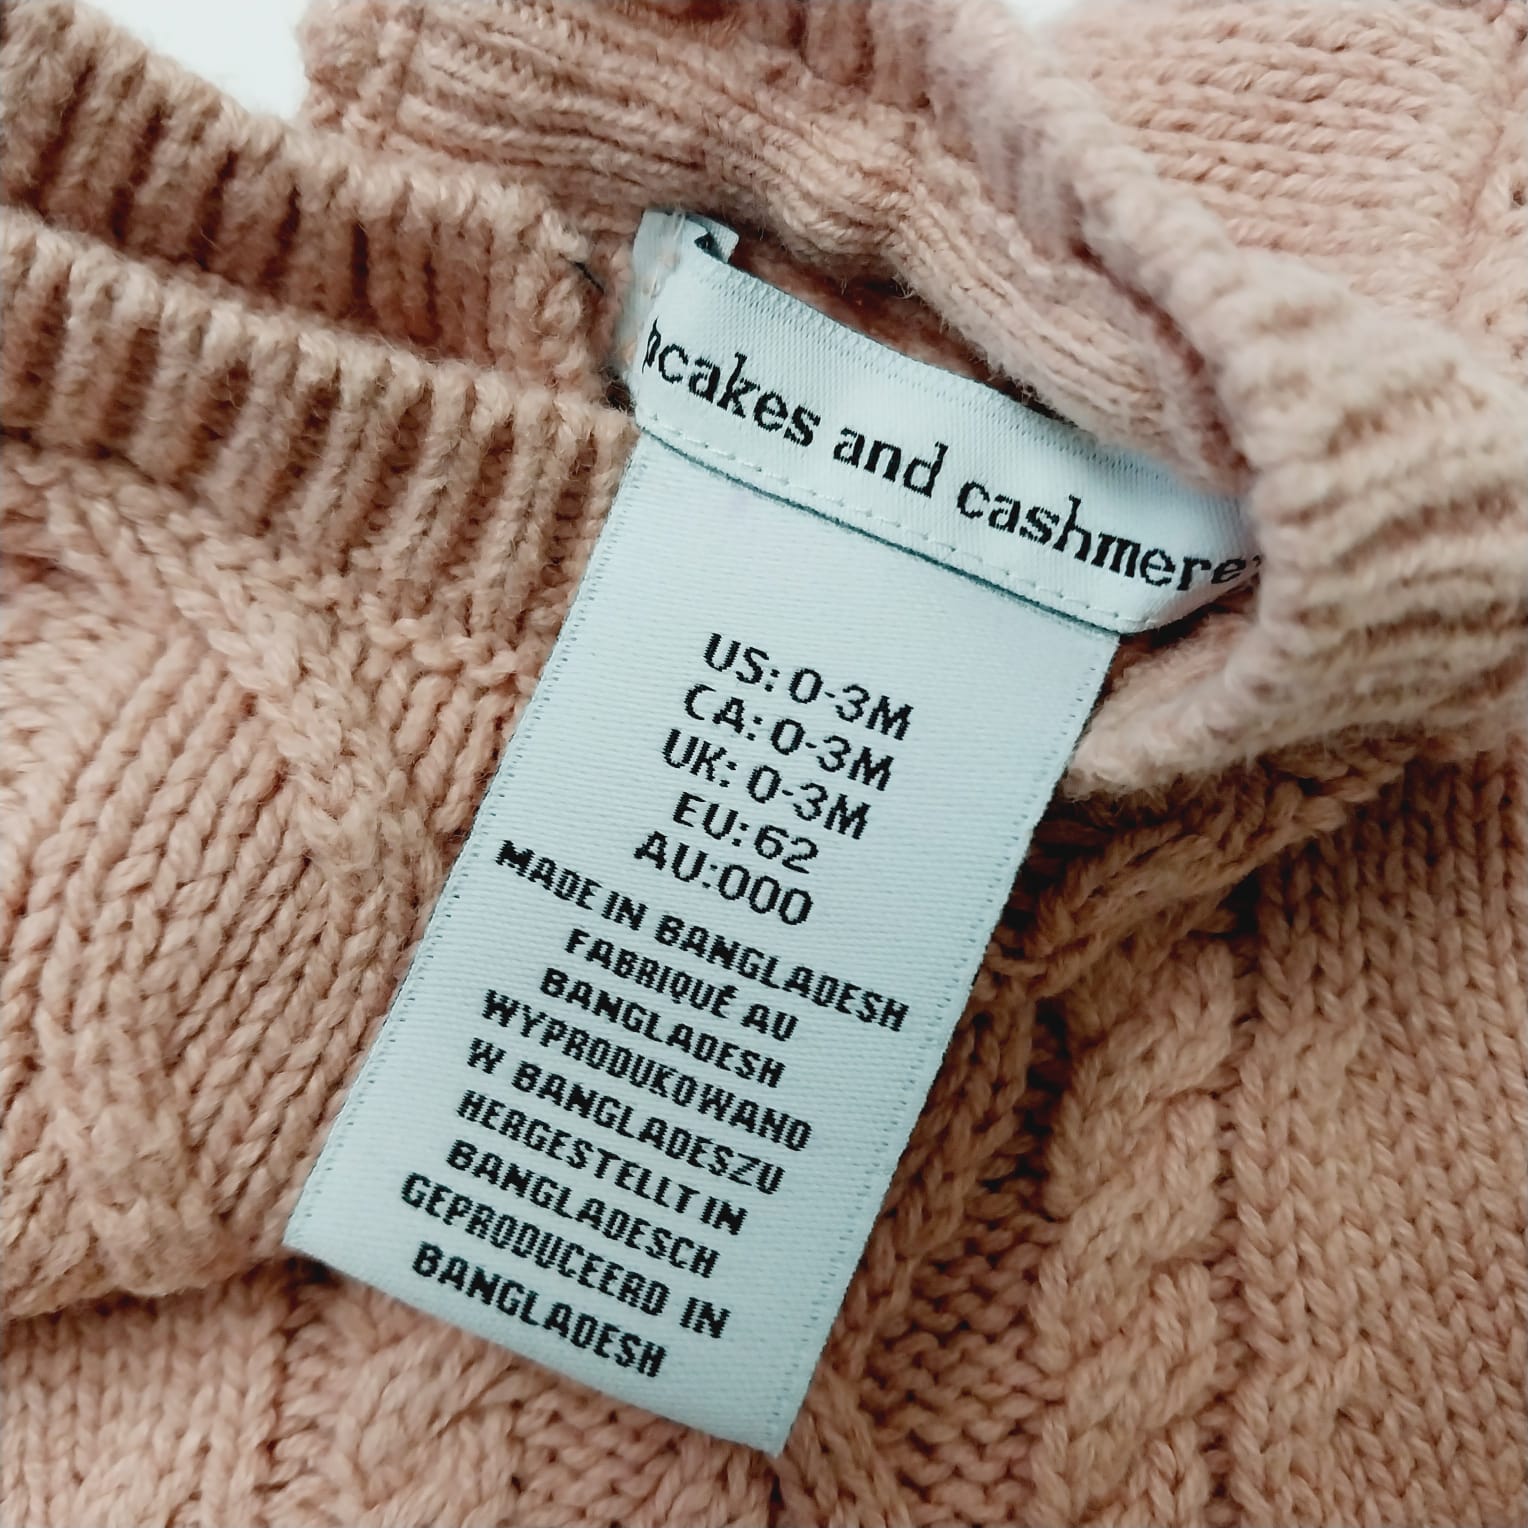 cakes and cashmere
US: 0-3M
CA: 0-3M
UK: 0-3M
EU: 62
AU: 000
MADE IN BANGLADESH
FABRIQUÉ AU
BANGLADESH
WYPRODUKOWANO
W BANGLADESZU
HERGESTELLT IN
BANGLADESCH
GEPRODUCEERD IN
BANGLADESH